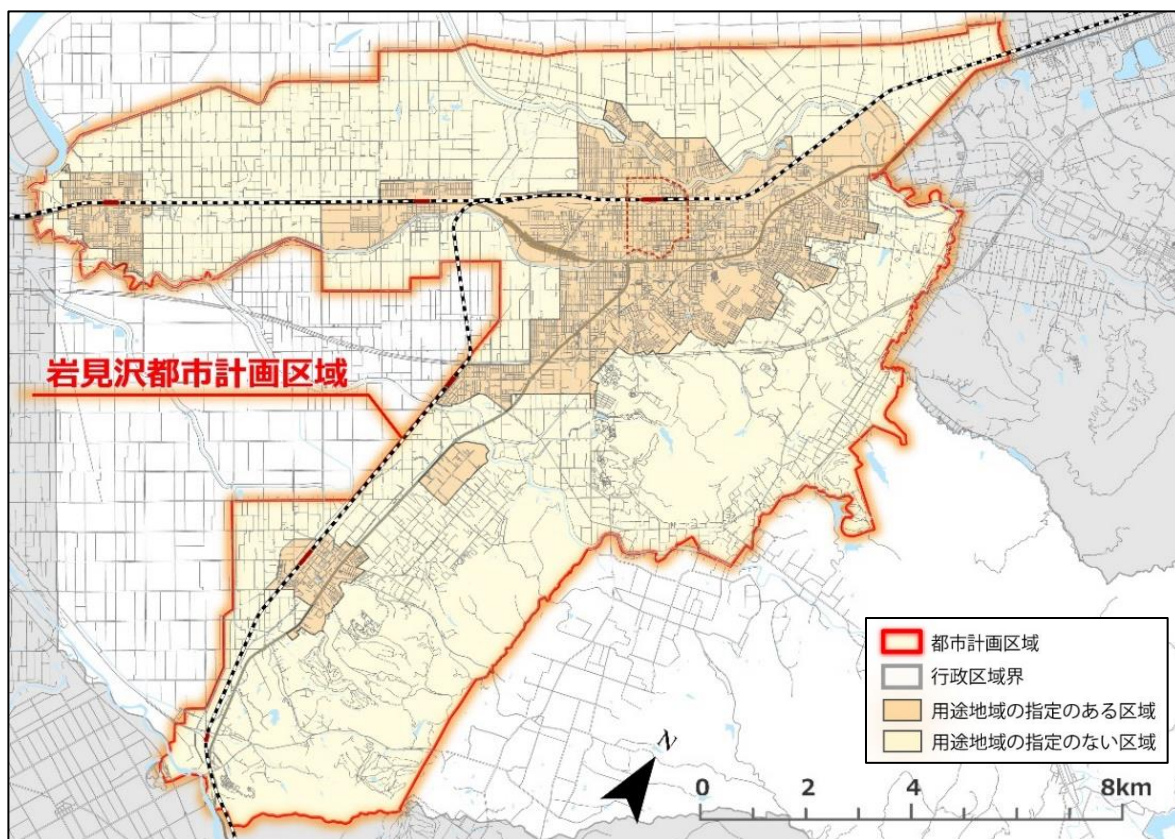 岩見沢都市計画区域
都市計画区域
行政区域界
用途地域の指定のある区域
用途地域の指定のない区域
N
0 2 4 8km